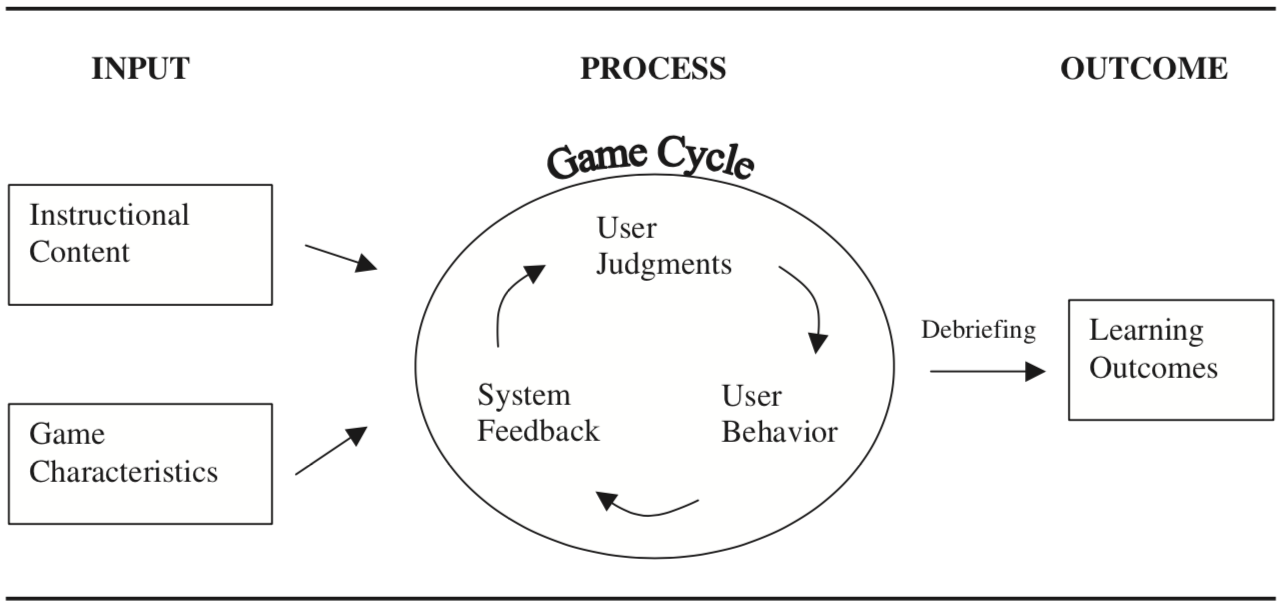 INPUT
PROCESS
OUTCOME
Game Cycle
Instructional
Content
Game
Characteristics
User
Judgments
User
Behavior
System
Feedback
Debriefing
Learning
Outcomes